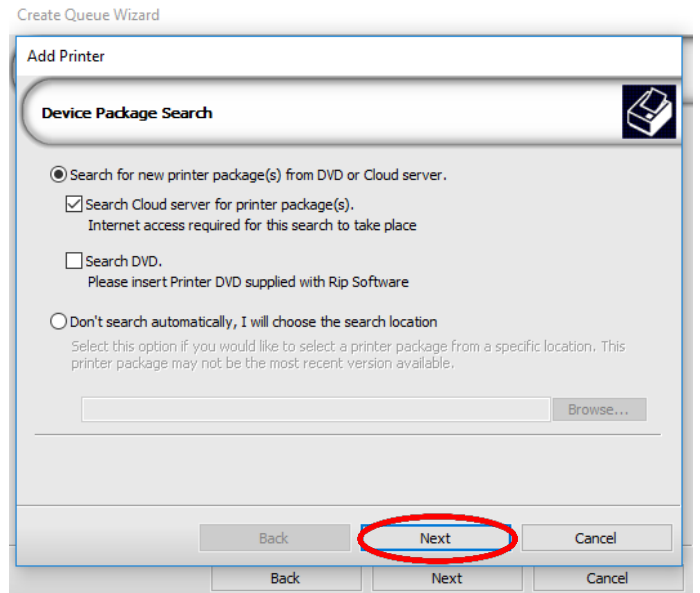 Create Queue Wizard
Add Printer
Device Package Search
Search for new printer package(s) from DVD or Cloud server.
Search Cloud server for printer package(s).
Internet access required for this search to take place
Search DVD.
Please insert Printer DVD supplied with Rip Software
Don't search automatically, I will choose the search location
Select this option if you would like to select a printer package from a specific location. This
printer package may not be the most recent version available.
Browse...
Back Next Cancel
Back Next Cancel